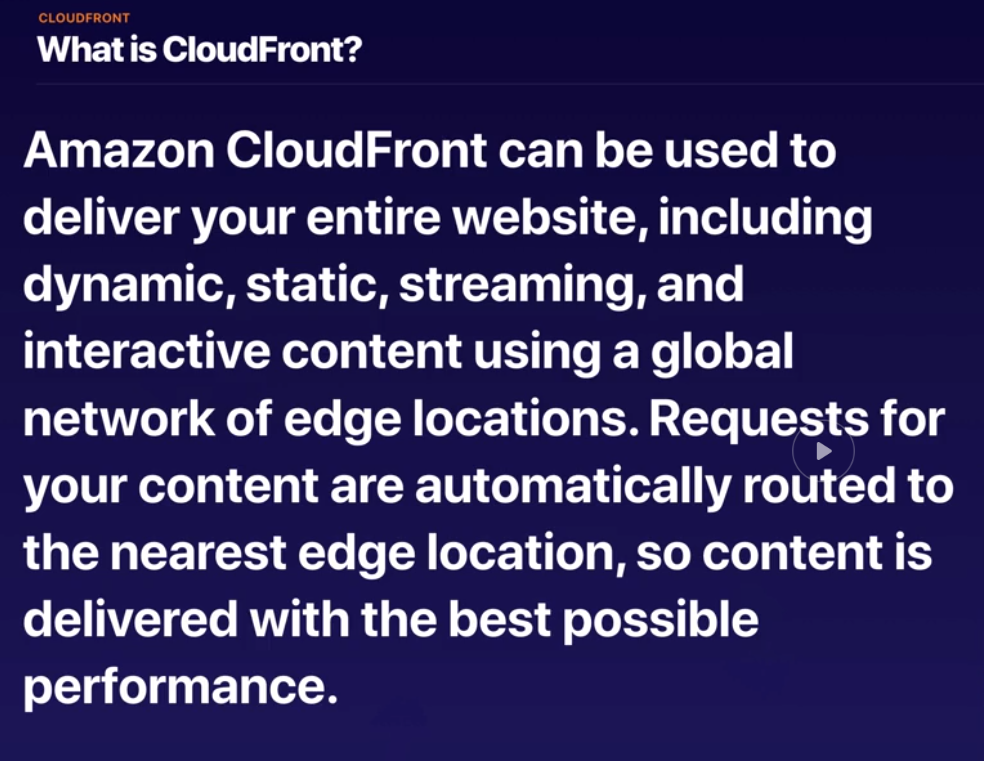 CLOUDFRONT
What is CloudFront?
Amazon CloudFront can be used to
deliver your entire website, including
dynamic, static, streaming, and
interactive content using a global
network of edge locations. Requests for
your content are automatically routed to
the nearest edge location, so content is
delivered with the best possible
performance.